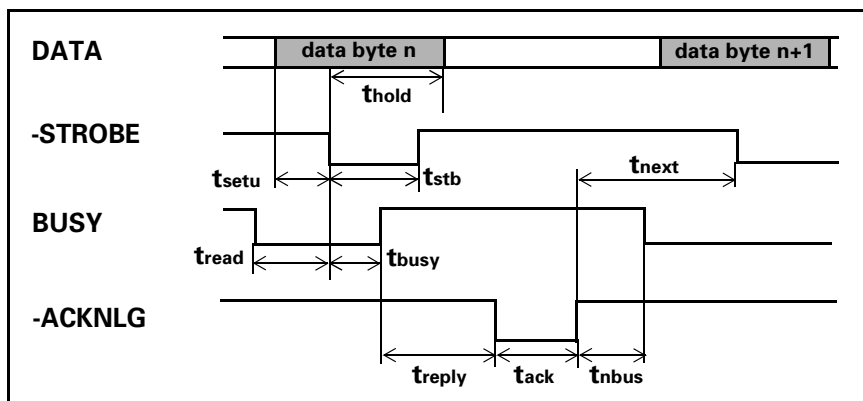 DATA
data byte n
data byte n+1
thold
-STROBE
tsetu
tstb
tnext
BUSY
tread
tbusy
-ACKNLG
treply
tack
tnbus